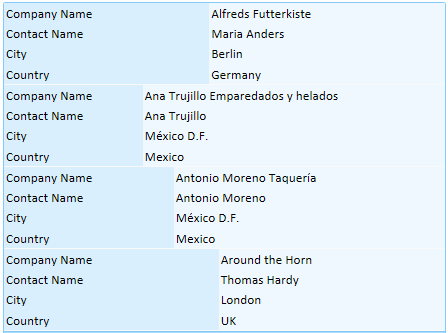 Company Name Alfreds Futterkiste
Contact Name Maria Anders
City Berlin
Country Germany
Company Name Ana Trujillo Emparedados y helados
Contact Name Ana Trujillo
City México D.F.
Country Mexico
Company Name Antonio Moreno Taquería
Contact Name Antonio Moreno
City México D.F.
Country Mexico
Company Name Around the Horn
Contact Name Thomas Hardy
City London
Country UK